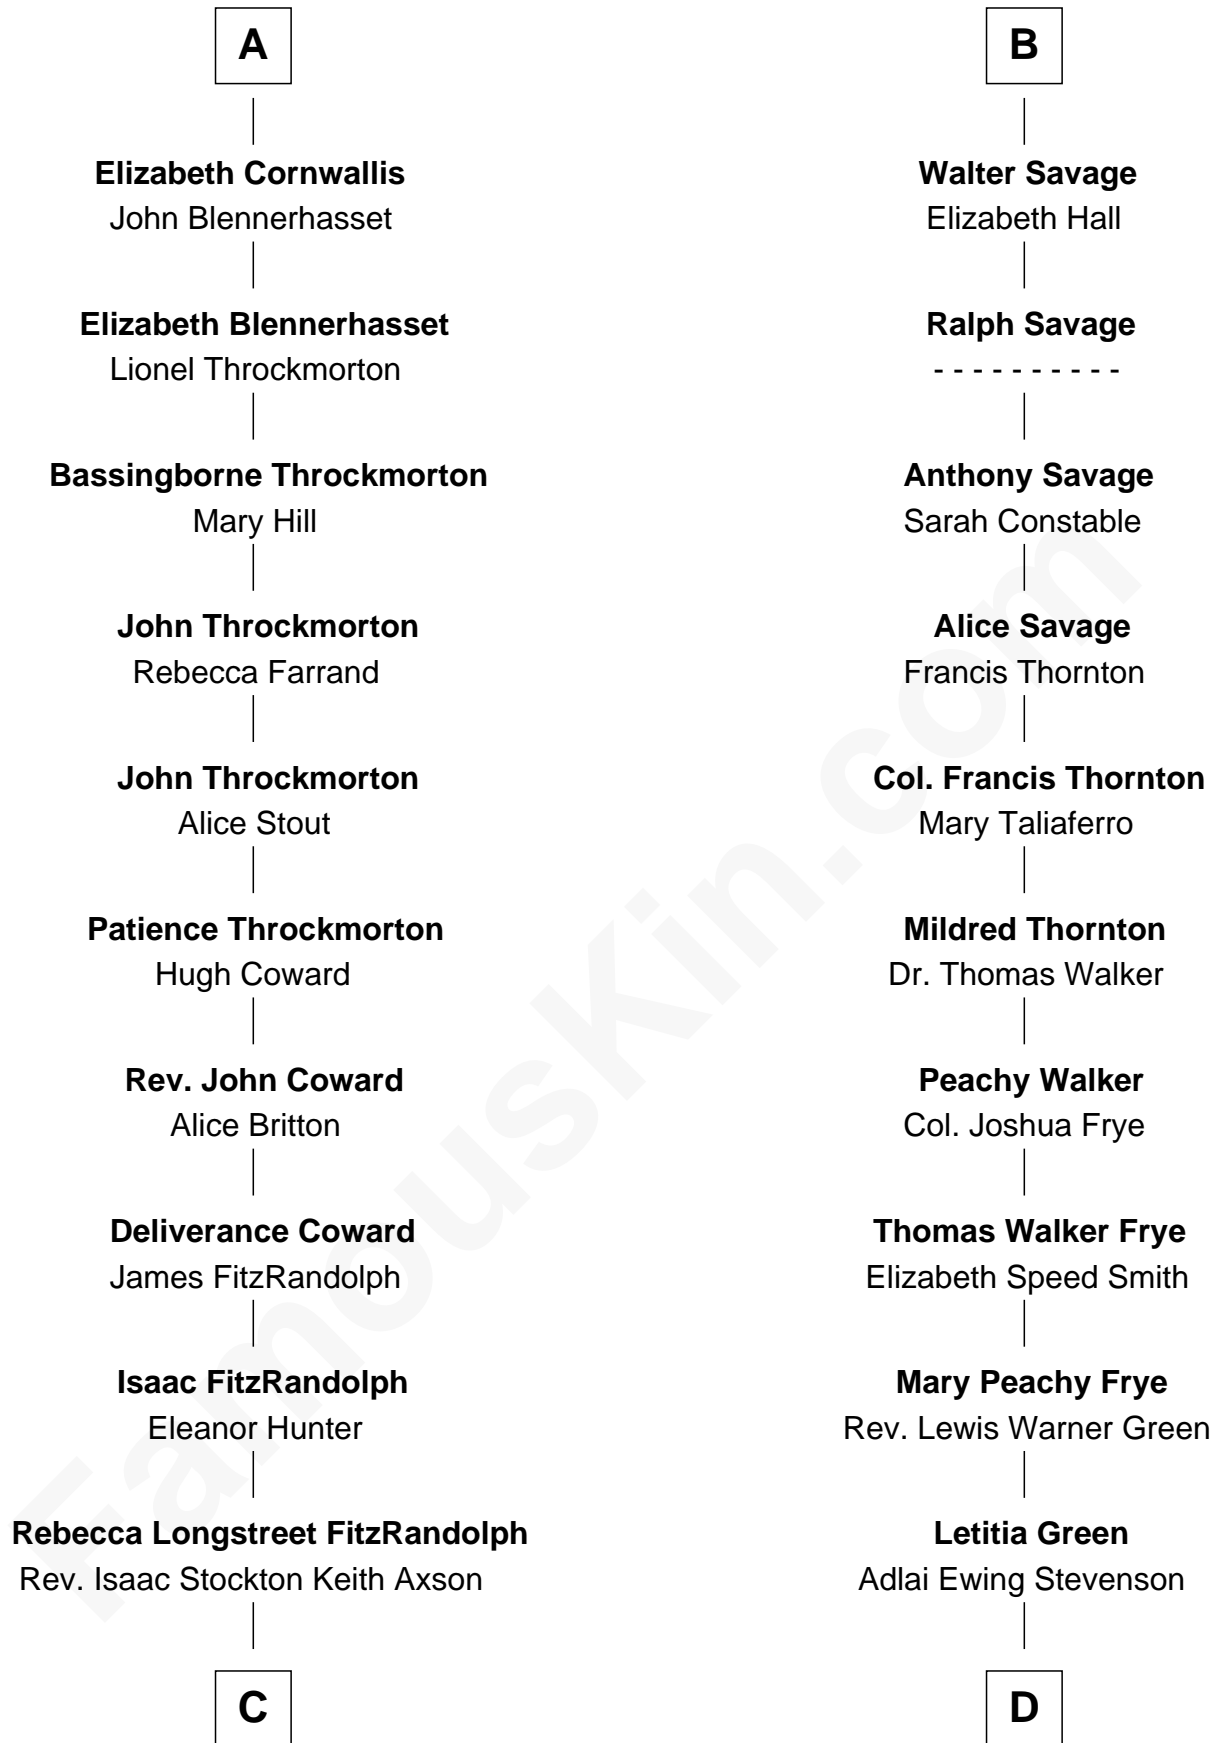 A
Elizabeth Cornwallis
John Blennerhasset
Elizabeth Blennerhasset
Lionel Throckmorton
Bassingborne Throckmorton
Mary Hill
John Throckmorton
Rebecca Farrand
John Throckmorton
Alice Stout
Patience Throckmorton
Hugh Coward
Rev. John Coward
Alice Britton
Deliverance Coward
James FitzRandolph
Isaac FitzRandolph
Eleanor Hunter
Rebecca Longstreet FitzRandolph
Rev. Isaac Stockton Keith Axson
C
B
Walter Savage
Elizabeth Hall
Ralph Savage
- - - - - - - - - -
Anthony Savage
Sarah Constable
Alice Savage
Francis Thornton
Col. Francis Thornton
Mary Taliaferro
Mildred Thornton
Dr. Thomas Walker
Peachy Walker
Col. Joshua Frye
Thomas Walker Frye
Elizabeth Speed Smith
Mary Peachy Frye
Rev. Lewis Warner Green
Letitia Green
Adlai Ewing Stevenson
D
FamousKin.com